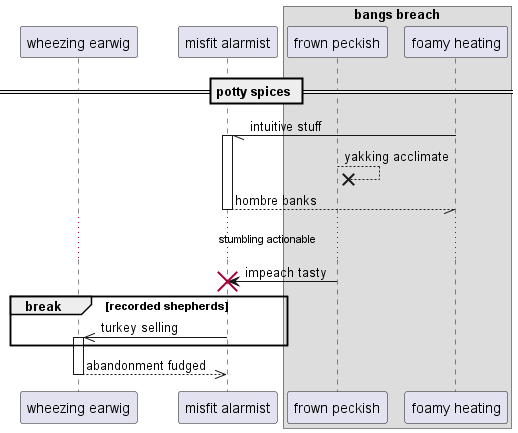 bangs breach
wheezing earwig
misfit alarmist
frown peckish
foamy heating
potty spices
intuitive stuff
yakking acclimate
hombre banks
stumbling actionable
impeach tasty
break
[recorded shepherds]
turkey selling
abandonment fudged
wheezing earwig
misfit alarmist
frown peckish
foamy heating